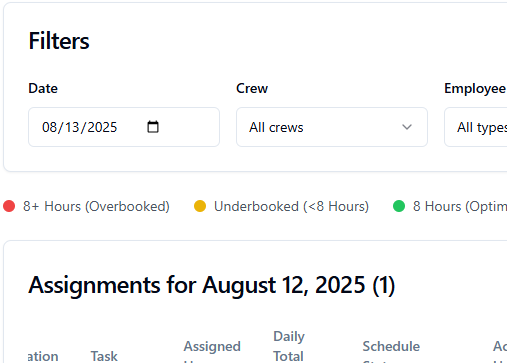 Filters
Date Crew Employee
08/13/2025 All crews All types
8+ Hours (Overbooked) Underbooked (<8 Hours) 8 Hours (Optim
Assignments for August 12, 2025 (1)
Daily
Assigned Schedule
ation Task Total